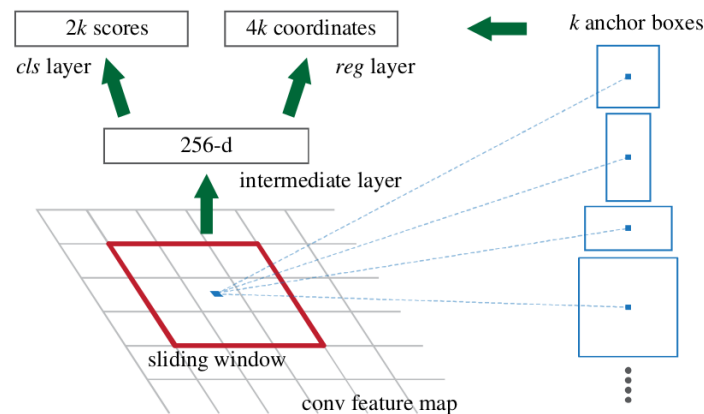 2k scores
4k coordinates
k anchor boxes
cls layer
reg layer
256-d
intermediate layer
sliding window
conv feature map